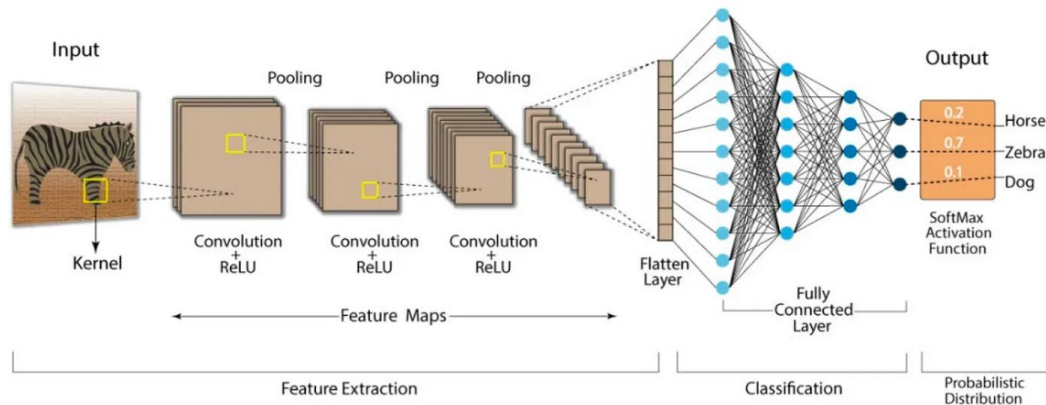 Input
Pooling
Pooling
Pooling
Output
0.2
Horse
0.7
Zebra
0.1
Dog
Kernel
Convolution
+
ReLU
Convolution
+
ReLU
Convolution
+
ReLU
Flatten
Layer
SoftMax
Activation
Function
Fully
Connected
Layer
Feature Maps
Feature Extraction
Classification
Probabilistic
Distribution